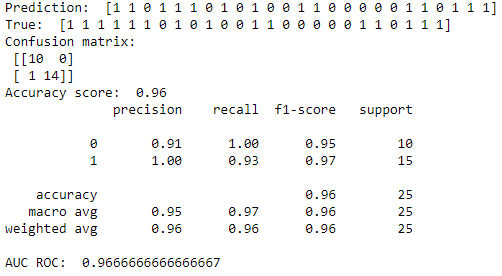 Prediction:  [1 1 0 1 1 1 0 1 0 1 0 0 1 1 0 0 0 0 0 1 1 0 1 1 1]
True:  [1 1 1 1 1 1 0 1 0 1 0 0 1 1 0 0 0 0 0 1 1 0 1 1 1]
Confusion matrix:
[[10  0]
[ 1 14]]
Accuracy score:  0.96
precision    recall  f1-score   support
0       0.91      1.00      0.95        10
1       1.00      0.93      0.97        15
accuracy                           0.96        25
macro avg       0.95      0.97      0.96        25
weighted avg       0.96      0.96      0.96        25
AUC ROC:  0.9666666666666667